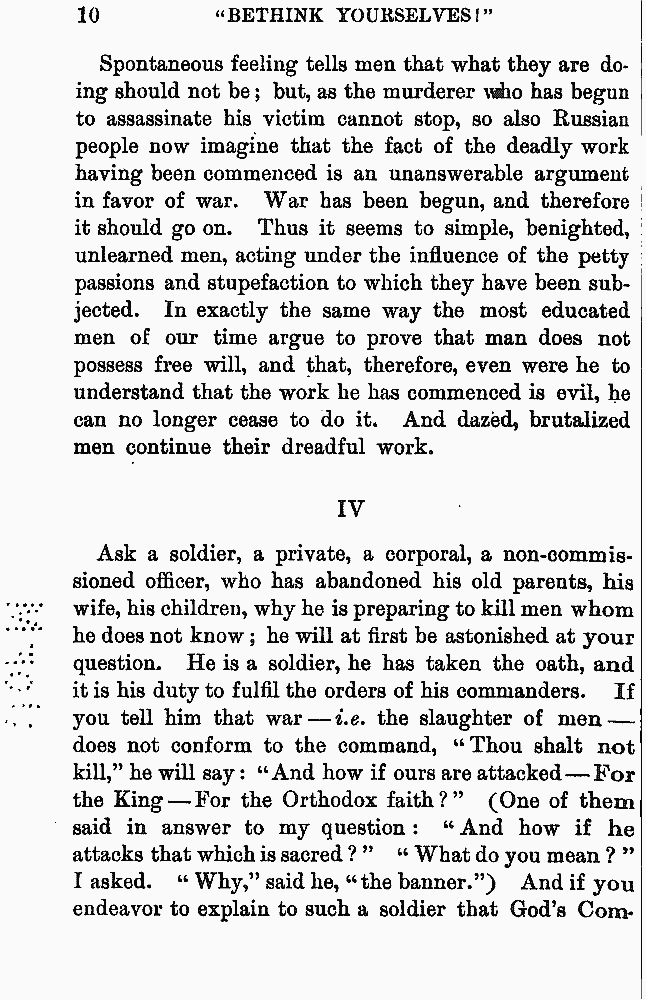 10 "BETHINK YOURSELVES!"
Spontaneous feeling tells men that what they are do-
ing should not be; but, as the murderer who has begun
to assassinate his victim cannot stop, so also Russian
people now imagine that the fact of the deadly work
having been commenced is an unanswerable argument
in favor of war. War has been begun, and therefore
it should go on. Thus it seems to simple, benighted,
unlearned men, acting under the influence of the petty
passions and stupefaction to which they have been sub-
jected. In exactly the same way the most educated
men of our time argue to prove that man does not
possess free will, and that, therefore, even were he to
understand that the work he has commenced is evil, he
can no longer cease to do it. And dazed, brutalized
men continue their dreadful work.
IV
Ask a soldier, a private, a corporal, a non-commis-
sioned officer, who has abandoned his old parents, his
wife, his children, why he is preparing to kill men whom
he does not know; he will at first be astonished at your
question. He is a soldier, he has taken the oath, and
it is his duty to fulfil the orders of his commanders. If
you tell him that war — i.e. the slaughter of men —
does not conform to the command, "Thou shalt not
kill," he will say: "And how if ours are attacked — For
the King — For the Orthodox faith?" (One of them
said in answer to my question: "And how if he
attacks that which is sacred?" "What do you mean?"
I asked. "Why," said he, "the banner.") And if you
endeavor to explain to such a soldier that God's Com-